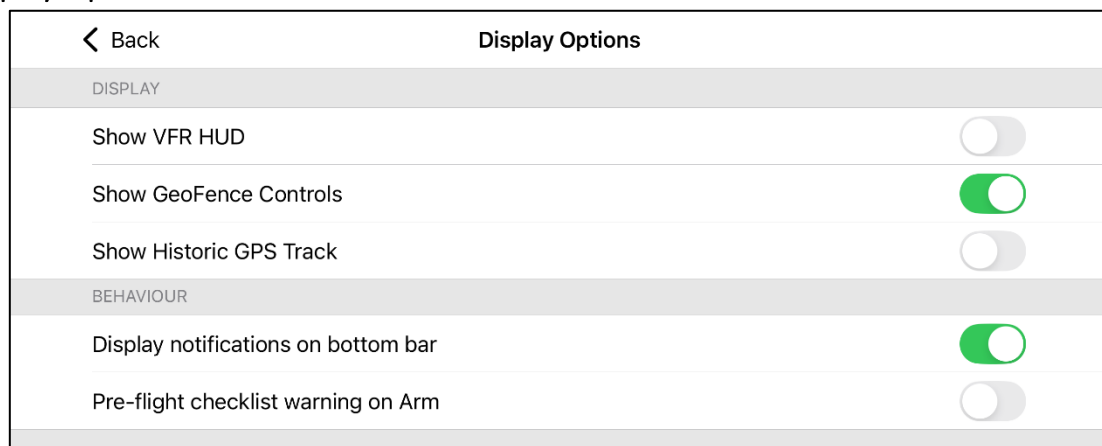 Back
Display Options
DISPLAY
Show VFR HUD
Show GeoFence Controls
Show Historic GPS Track
BEHAVIOUR
Display notifications on bottom bar
Pre-flight checklist warning on Arm